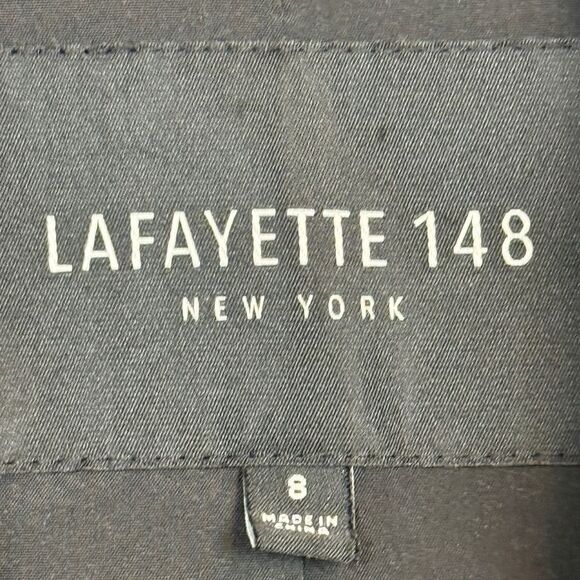 LAFAYETTE 148
NEW YORK
8
MADE IN
CHINA